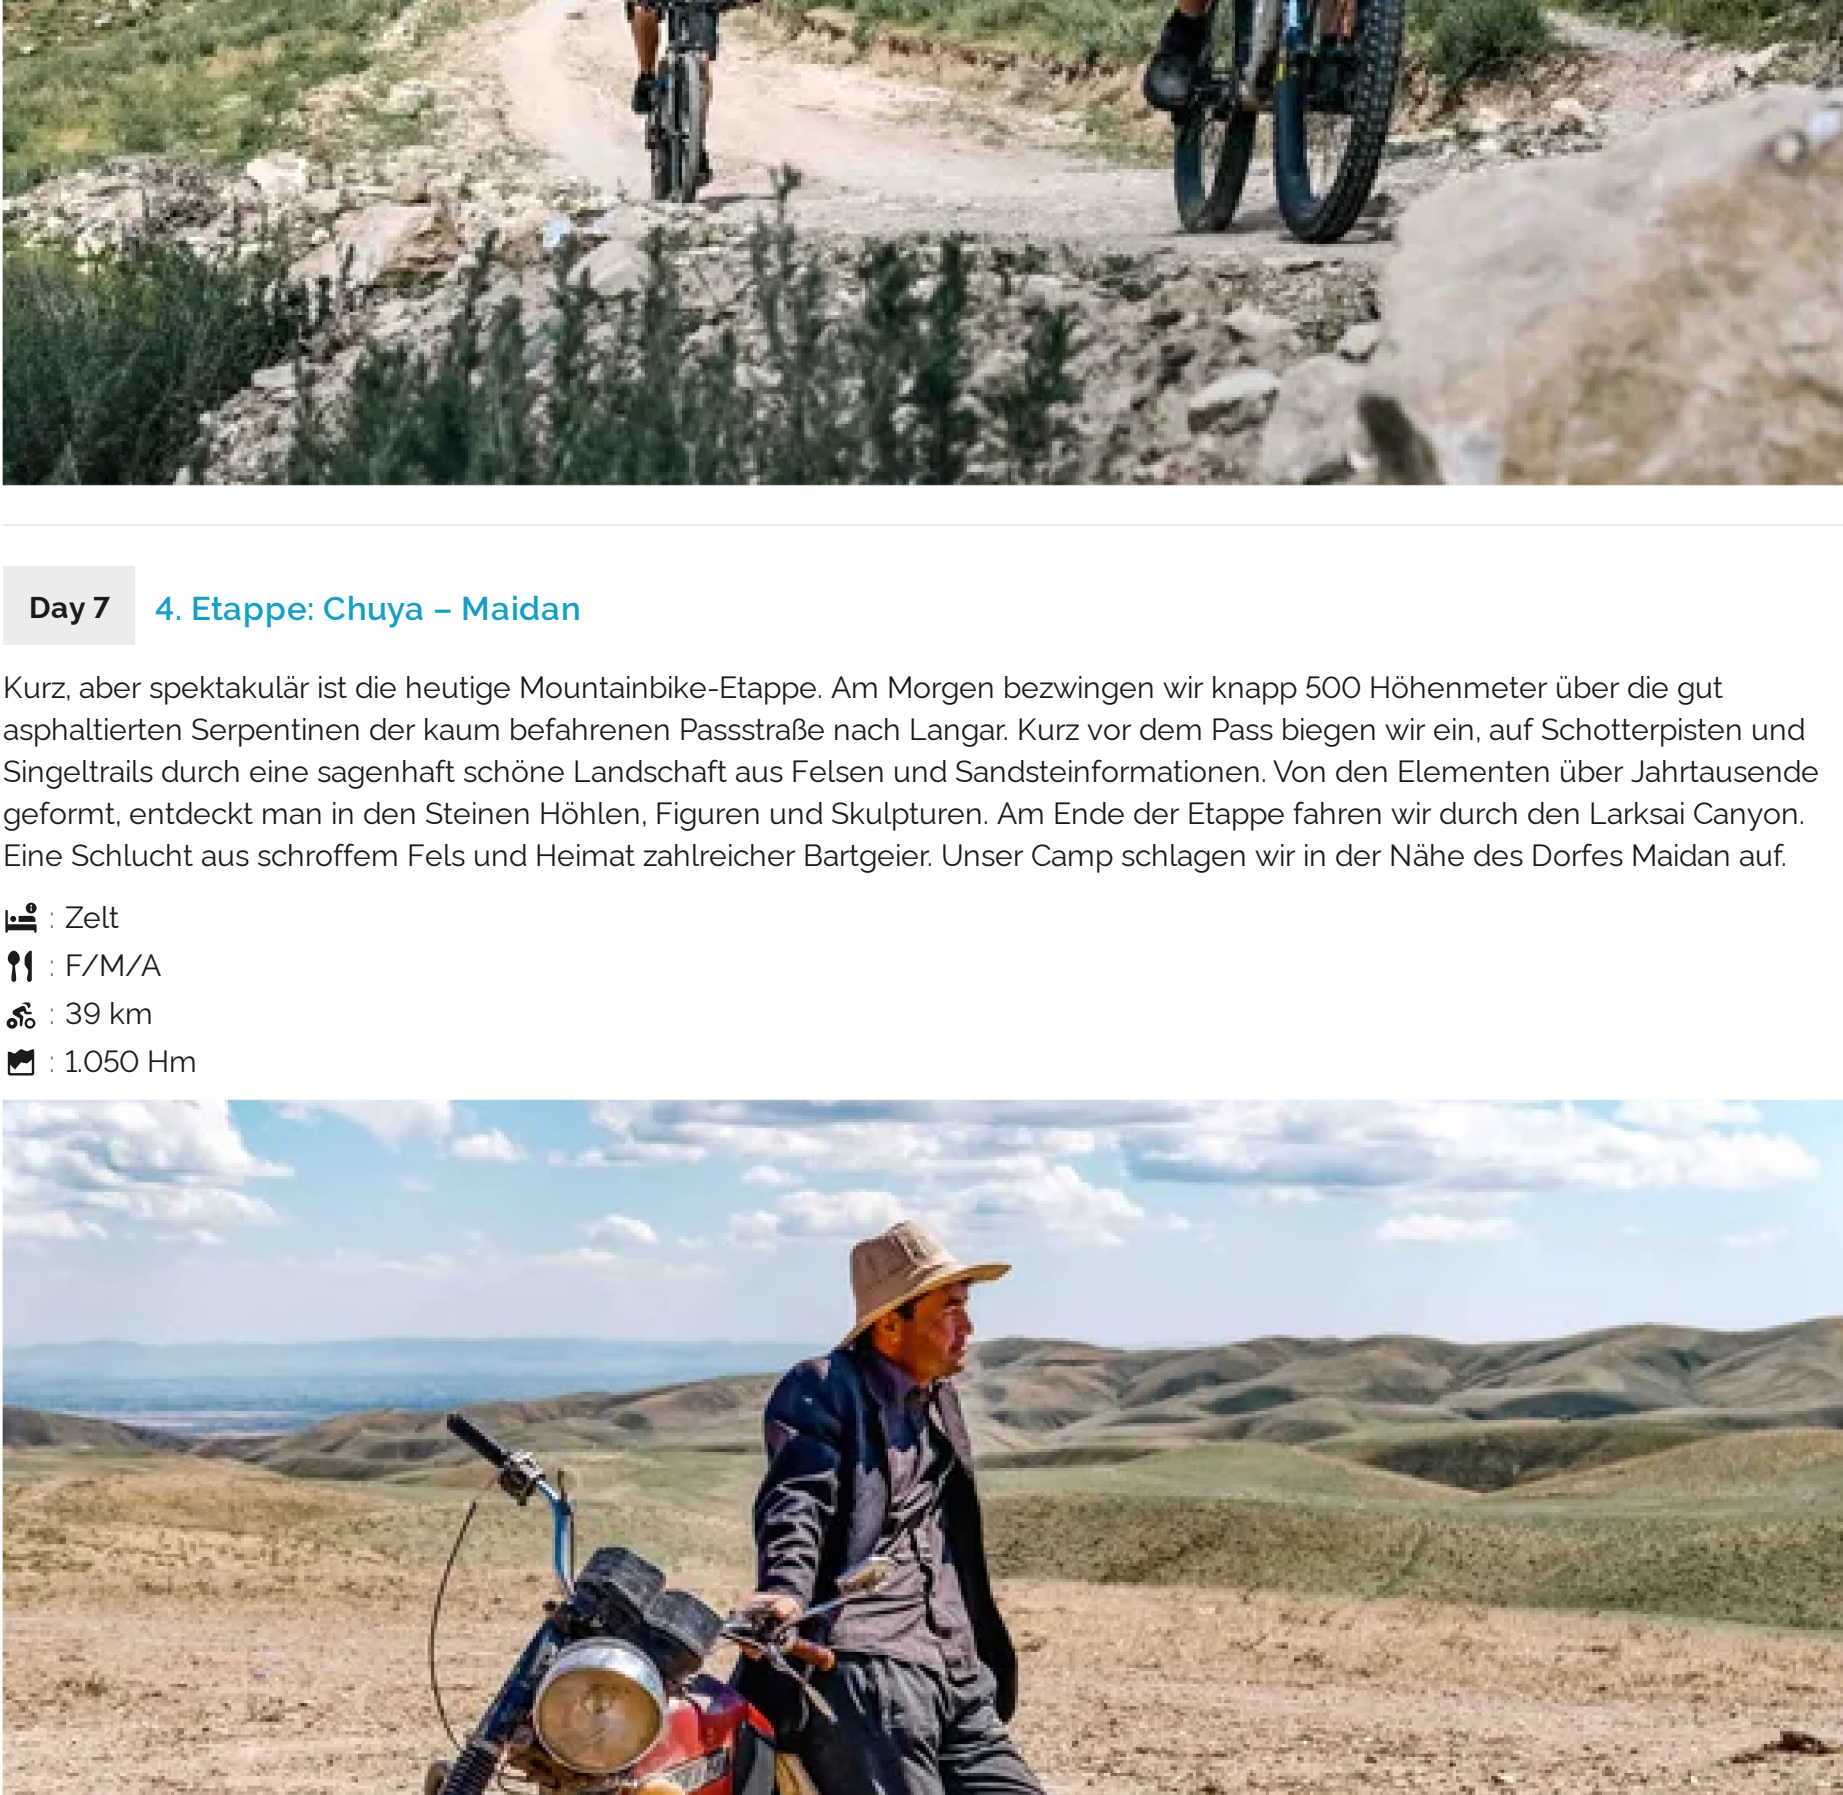 Day 7
4. Etappe: Chuya – Maidan
Kurz, aber spektakulär ist die heutige Mountainbike-Etappe. Am Morgen bezwingen wir knapp 500 Höhenmeter über die gut
asphaltierten Serpentinen der kaum befahrenen Passstraße nach Langar. Kurz vor dem Pass biegen wir ein, auf Schotterpisten und
Singeltrails durch eine sagenhaft schöne Landschaft aus Felsen und Sandsteinformationen. Von den Elementen über Jahrtausende
geformt, entdeckt man in den Steinen Höhlen, Figuren und Skulpturen. Am Ende der Etappe fahren wir durch den Larksai Canyon.
Eine Schlucht aus schroffem Fels und Heimat zahlreicher Bartgeier. Unser Camp schlagen wir in der Nähe des Dorfes Maidan auf.
: Zelt
: F/M/A
: 39 km
: 1.050 Hm